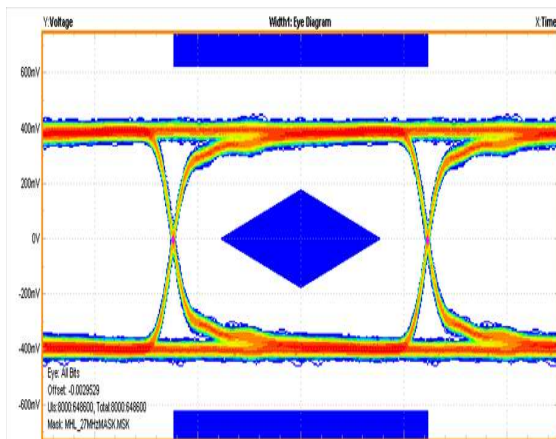 Y:Voltage Width1: Eye Diagram X:Time
600mV
400mV
200mV
0V
-200mV
-400mV
-600mV
Eye: All Bits
Offset: -0.0029529
UIs:8000:648600, Total:8000:648600
Mask: MHL_27MHzMASK.MSK